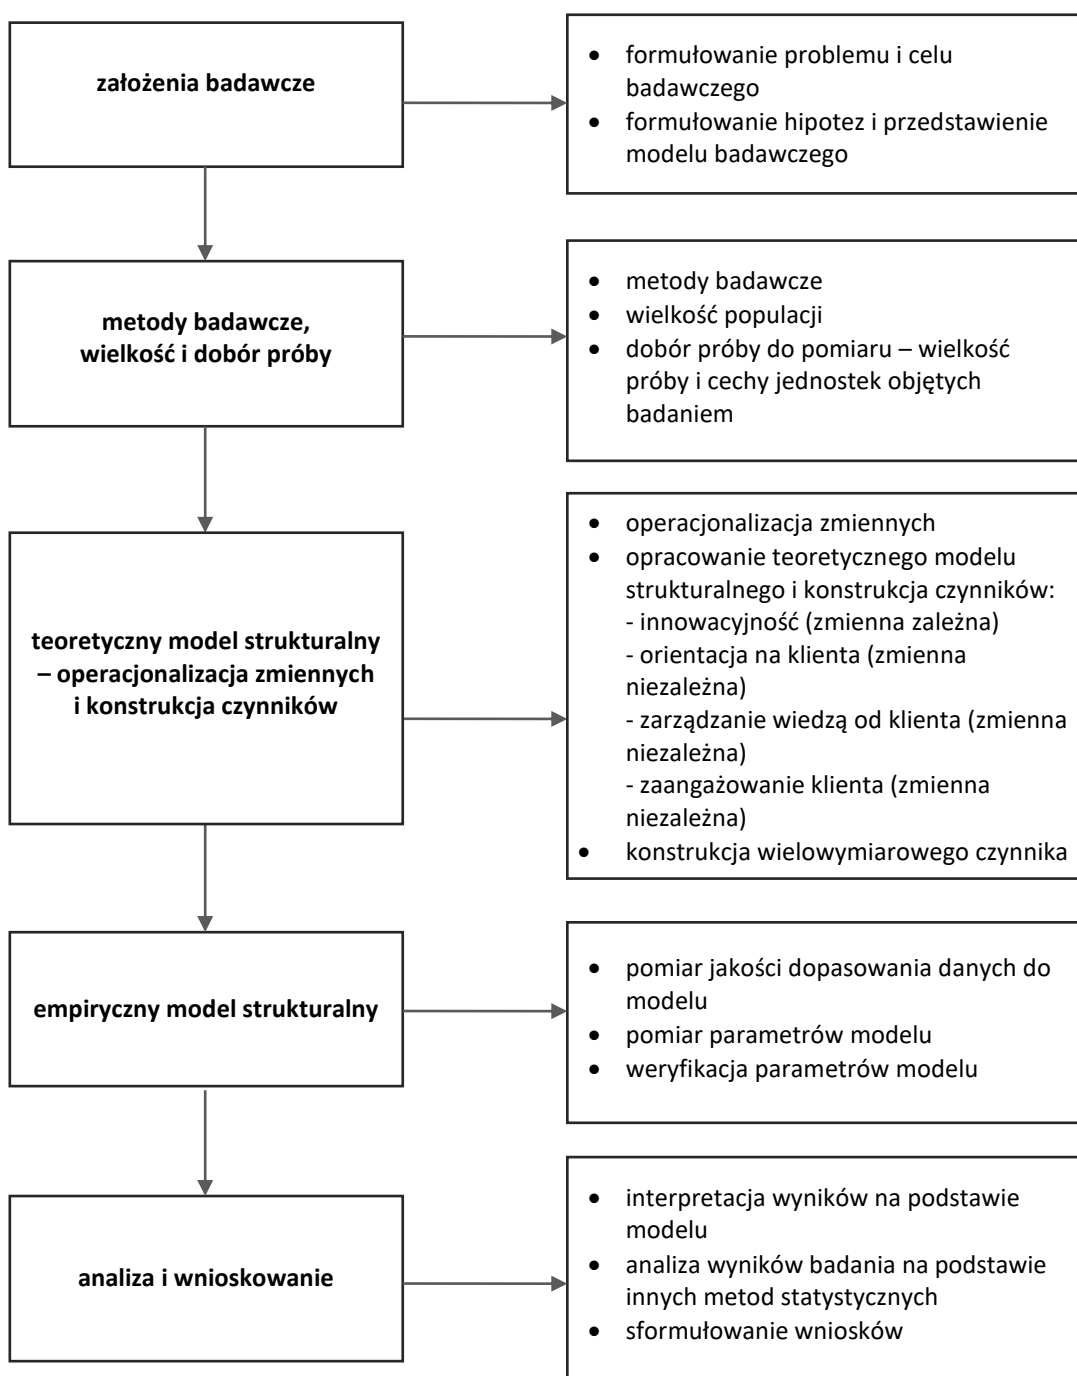 założenia badawcze
• formułowanie problemu i celu
badawczego
• formułowanie hipotez i przedstawienie
modelu badawczego
metody badawcze,
wielkość i dobór próby
• metody badawcze
• wielkość populacji
• dobór próby do pomiaru – wielkość
próby i cechy jednostek objętych
badaniem
teoretyczny model strukturalny
– operacjonalizacja zmiennych
i konstrukcja czynników
• operacjonalizacja zmiennych
• opracowanie teoretycznego modelu
strukturalnego i konstrukcja czynników:
- innowacyjność (zmienna zależna)
- orientacja na klienta (zmienna
niezależna)
- zarządzanie wiedzą od klienta (zmienna
niezależna)
- zaangażowanie klienta (zmienna
niezależna)
• konstrukcja wielowymiarowego czynnika
empiryczny model strukturalny
• pomiar jakości dopasowania danych do
modelu
• pomiar parametrów modelu
• weryfikacja parametrów modelu
analiza i wnioskowanie
• interpretacja wyników na podstawie
modelu
• analiza wyników badania na podstawie
innych metod statystycznych
• sformułowanie wniosków